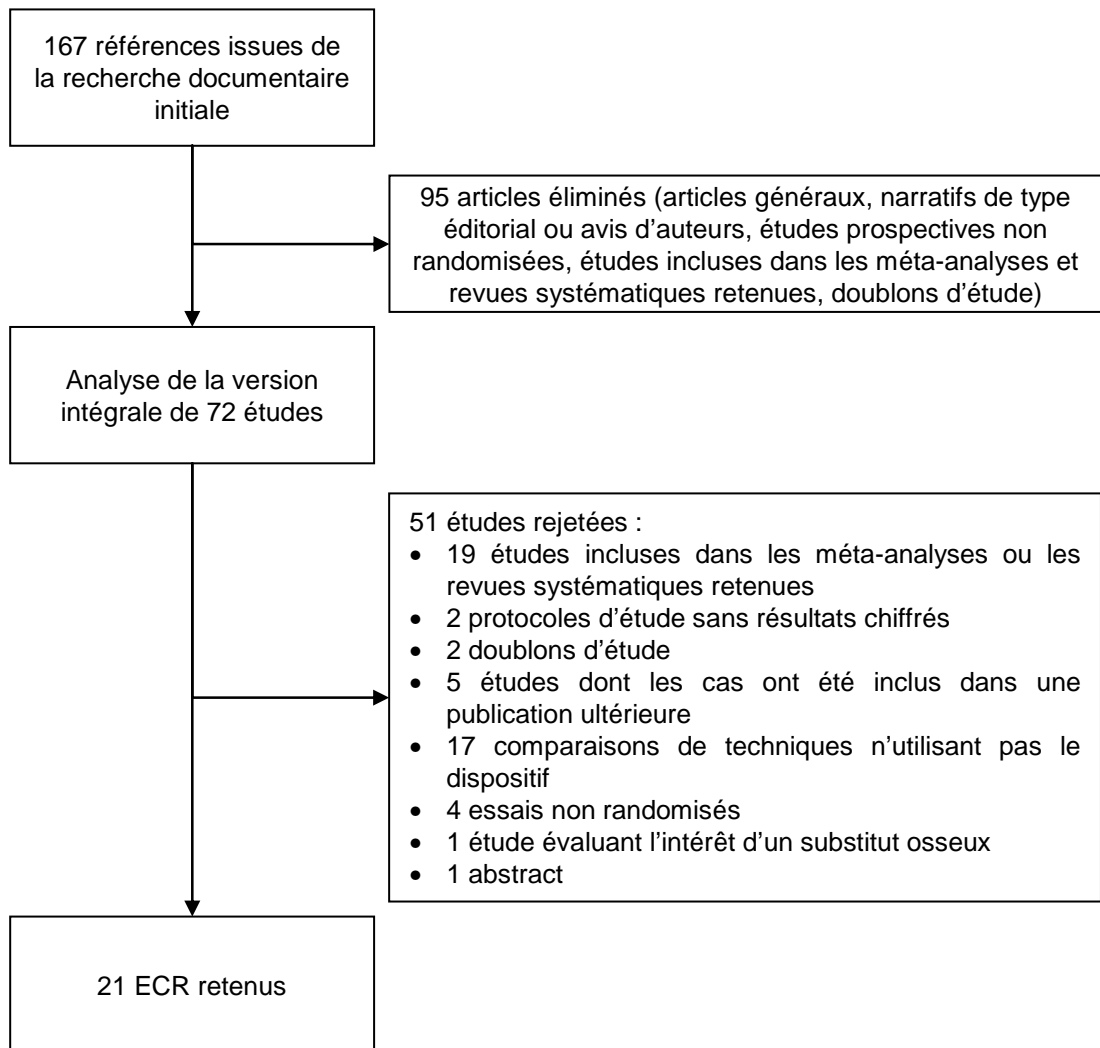 167 références issues de
la recherche documentaire
initiale
95 articles éliminés (articles généraux, narratifs de type
éditorial ou avis d’auteurs, études prospectives non
randomisées, études incluses dans les méta-analyses et
revues systématiques retenues, doublons d’étude)
Analyse de la version
intégrale de 72 études
51 études rejetées :
• 19 études incluses dans les méta-analyses ou les
revues systématiques retenues
• 2 protocoles d’étude sans résultats chiffrés
• 2 doublons d’étude
• 5 études dont les cas ont été inclus dans une
publication ultérieure
• 17 comparaisons de techniques n’utilisant pas le
dispositif
• 4 essais non randomisés
• 1 étude évaluant l’intérêt d’un substitut osseux
• 1 abstract
21 ECR retenus